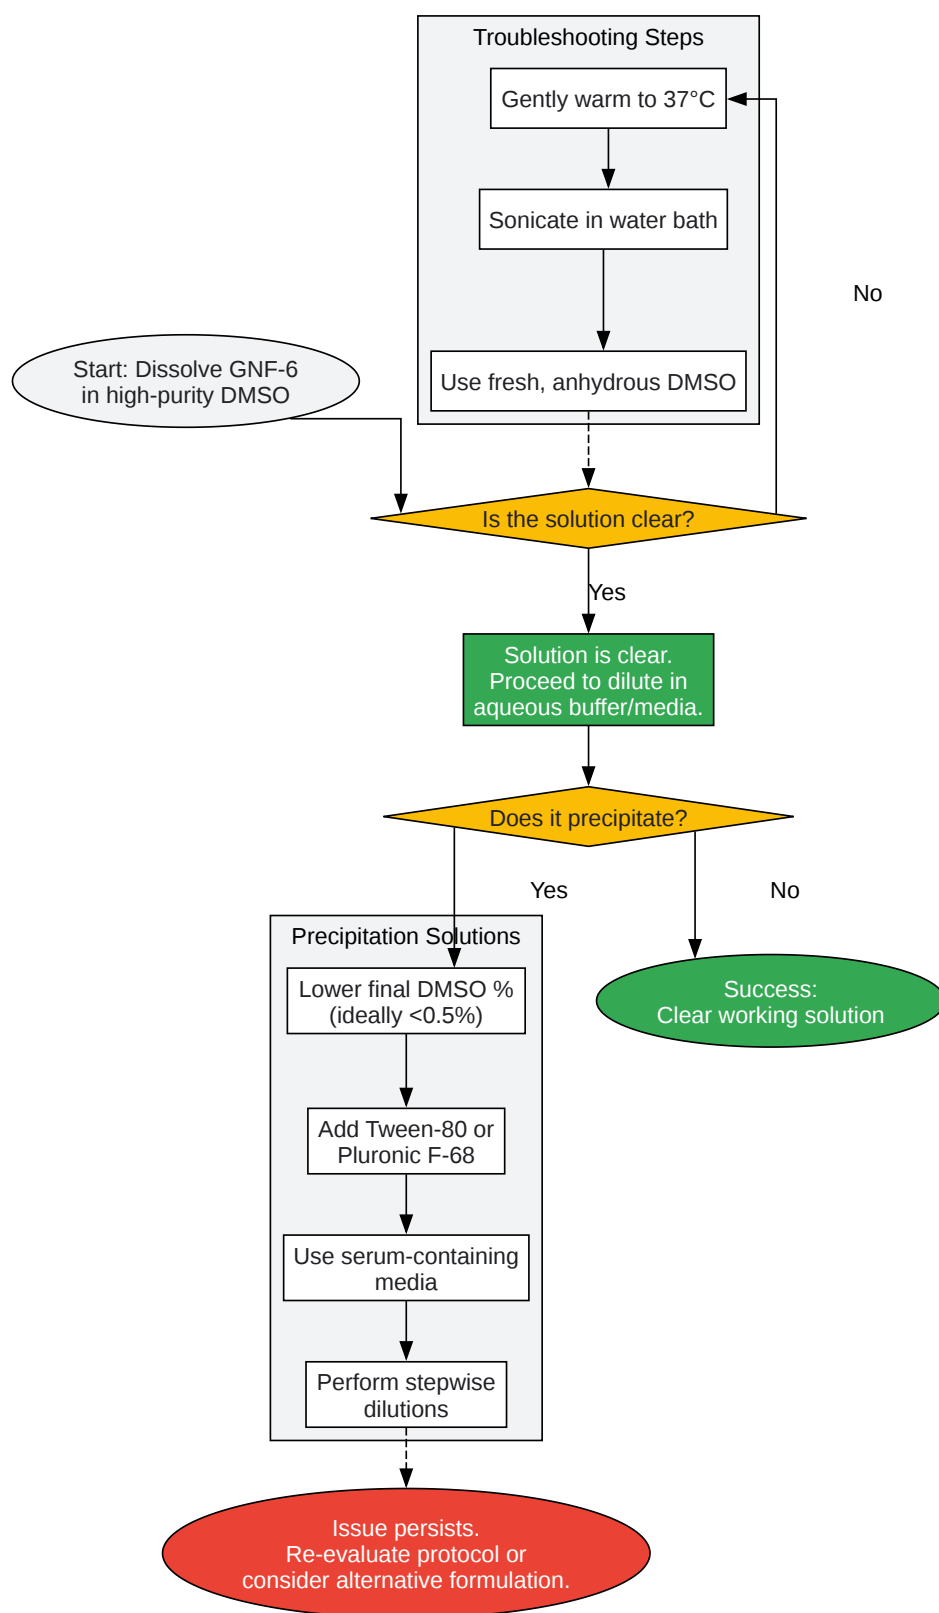 Troubleshooting Steps
Gently warm to 37°C
Sonicate in water bath
No
Start: Dissolve GNF-6
in high-purity DMSO
Use fresh, anhydrous DMSO
Is the solution clear?
Yes
Solution is clear.
Proceed to dilute in
aqueous buffer/media.
Does it precipitate?
Yes
No
Precipitation Solutions
Lower final DMSO %
(ideally <0.5%)
Success:
Clear working solution
Add Tween-80 or
Pluronic F-68
Use serum-containing
media
Perform stepwise
dilutions
Issue persists.
Re-evaluate protocol or
consider alternative formulation.